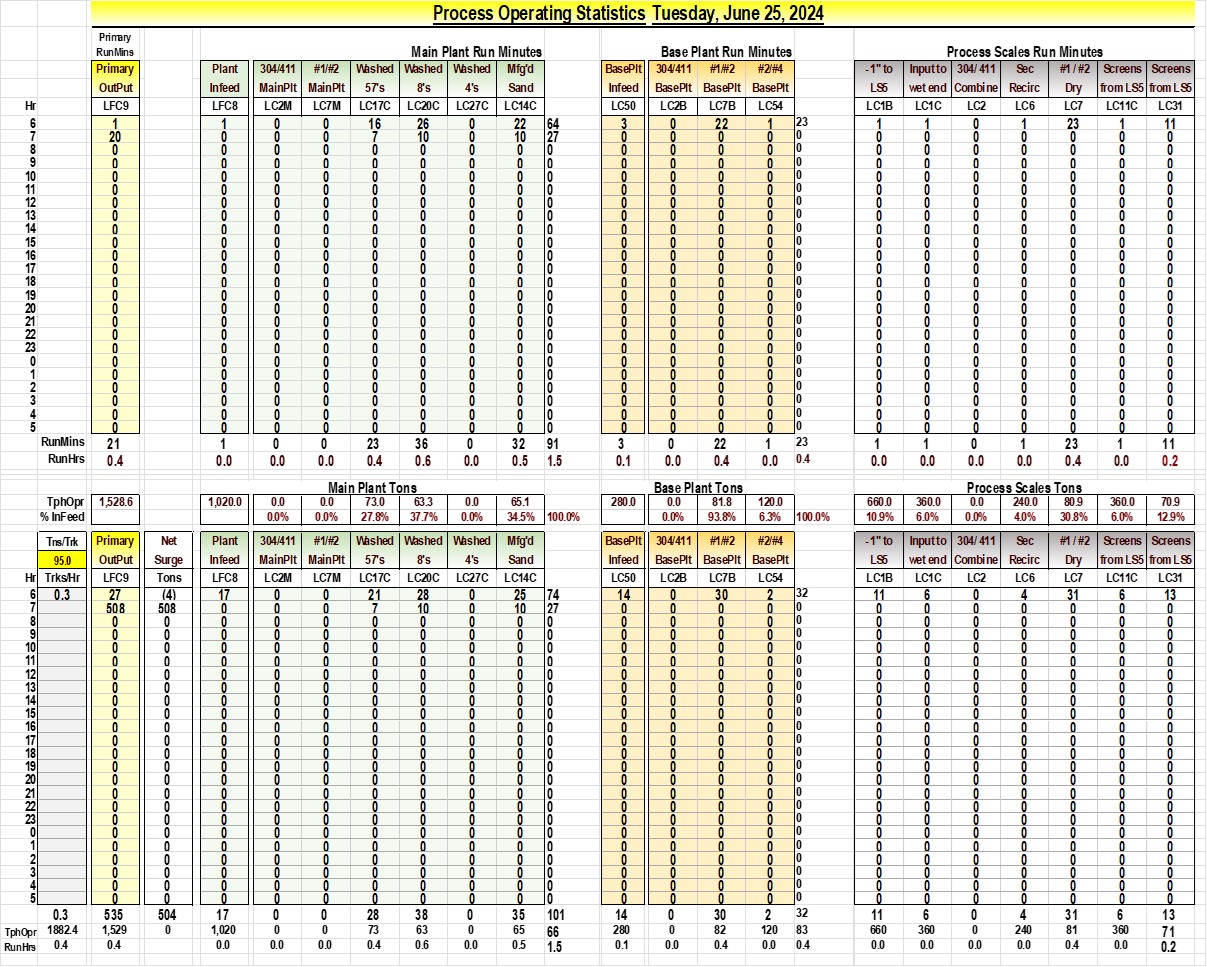 Process Operating Statistics Tuesday, June 25, 2024
Primary
RunMins Main Plant Run Minutes Base Plant Run Minutes Process Scales Run Minutes
Primary Plant 304/411 #1/#2 Washed Washed Washed Mfg'd BasePlt 304/411 #1/#2 #2/#4 -1" to Input to 304/ 411 Sec #1 / #2 Screens Screens
OutPut Infeed MainPlt MainPlt 57's 8's 4's Sand Infeed BasePlt BasePlt BasePlt LS5 wet end Combine Recirc Dry from LS5 from LS5
Hr LFC9 LFC8 LC2M LC7M LC17C LC20C LC27C LC14C LC50 LC2B LC7B LC54 LC1B LC1C LC2 LC6 LC7 LC11C LC31
6 1 1 0 0 16 26 0 22 64 3 0 22 1 23 1 1 0 1 23 1 11
7 20 0 0 0 7 10 0 10 27 0 0 0 0 0 0 0 0 0 0 0 0
8 0 0 0 0 0 0 0 0 0 0 0 0 0 0 0 0 0 0 0 0 0
9 0 0 0 0 0 0 0 0 0 0 0 0 0 0 0 0 0 0 0 0 0
10 0 0 0 0 0 0 0 0 0 0 0 0 0 0 0 0 0 0 0 0 0
11 0 0 0 0 0 0 0 0 0 0 0 0 0 0 0 0 0 0 0 0 0
12 0 0 0 0 0 0 0 0 0 0 0 0 0 0 0 0 0 0 0 0 0
13 0 0 0 0 0 0 0 0 0 0 0 0 0 0 0 0 0 0 0 0 0
14 0 0 0 0 0 0 0 0 0 0 0 0 0 0 0 0 0 0 0 0 0
15 0 0 0 0 0 0 0 0 0 0 0 0 0 0 0 0 0 0 0 0 0
16 0 0 0 0 0 0 0 0 0 0 0 0 0 0 0 0 0 0 0 0 0
17 0 0 0 0 0 0 0 0 0 0 0 0 0 0 0 0 0 0 0 0 0
18 0 0 0 0 0 0 0 0 0 0 0 0 0 0 0 0 0 0 0 0 0
19 0 0 0 0 0 0 0 0 0 0 0 0 0 0 0 0 0 0 0 0 0
20 0 0 0 0 0 0 0 0 0 0 0 0 0 0 0 0 0 0 0 0 0
21 0 0 0 0 0 0 0 0 0 0 0 0 0 0 0 0 0 0 0 0 0
22 0 0 0 0 0 0 0 0 0 0 0 0 0 0 0 0 0 0 0 0 0
23 0 0 0 0 0 0 0 0 0 0 0 0 0 0 0 0 0 0 0 0 0
0 0 0 0 0 0 0 0 0 0 0 0 0 0 0 0 0 0 0 0 0 0
1 0 0 0 0 0 0 0 0 0 0 0 0 0 0 0 0 0 0 0 0 0
2 0 0 0 0 0 0 0 0 0 0 0 0 0 0 0 0 0 0 0 0 0
3 0 0 0 0 0 0 0 0 0 0 0 0 0 0 0 0 0 0 0 0 0
4 0 0 0 0 0 0 0 0 0 0 0 0 0 0 0 0 0 0 0 0 0
5 0 0 0 0 0 0 0 0 0 0 0 0 0 0 0 0 0 0 0 0 0
RunMins 21 1 0 0 23 36 0 32 91 3 0 22 1 23 1 1 0 1 23 1 11
RunHrs 0.4 0.0 0.0 0.0 0.4 0.6 0.0 0.5 1.5 0.1 0.0 0.4 0.0 0.4 0.0 0.0 0.0 0.0 0.4 0.0 0.2
Main Plant Tons Base Plant Tons Process Scales Tons
TphOpr 1,528.6 1,020.0 0.0 0.0 73.0 63.3 0.0 65.1 280.0 0.0 81.8 120.0 660.0 360.0 0.0 240.0 80.9 360.0 70.9
% InFeed 0.0% 0.0% 27.8% 37.7% 0.0% 34.5% 100.0% 0.0% 93.8% 6.3% 100.0% 10.9% 6.0% 0.0% 4.0% 30.8% 6.0% 12.9%
Tns/Trk Primary Net Plant 304/411 #1/#2 Washed Washed Washed Mfg'd BasePlt 304/411 #1/#2 #2/#4 -1" to Input to 304/ 411 Sec #1 / #2 Screens Screens
95.0 OutPut Surge Infeed MainPlt MainPlt 57's 8's 4's Sand Infeed BasePlt BasePlt BasePlt LS5 wet end Combine Recirc Dry from LS5 from LS5
Hr Trks/Hr LFC9 Tons LFC8 LC2M LC7M LC17C LC20C LC27C LC14C LC50 LC2B LC7B LC54 LC1B LC1C LC2 LC6 LC7 LC11C LC31
6 0.3 27 (4) 17 0 0 21 28 0 25 74 14 0 30 2 32 11 6 0 4 31 6 13
7 508 508 0 0 0 7 10 0 10 27 0 0 0 0 0 0 0 0 0 0 0 0
8 0 0 0 0 0 0 0 0 0 0 0 0 0 0 0 0 0 0 0 0 0 0
9 0 0 0 0 0 0 0 0 0 0 0 0 0 0 0 0 0 0 0 0 0 0
10 0 0 0 0 0 0 0 0 0 0 0 0 0 0 0 0 0 0 0 0 0 0
11 0 0 0 0 0 0 0 0 0 0 0 0 0 0 0 0 0 0 0 0 0 0
12 0 0 0 0 0 0 0 0 0 0 0 0 0 0 0 0 0 0 0 0 0 0
13 0 0 0 0 0 0 0 0 0 0 0 0 0 0 0 0 0 0 0 0 0 0
14 0 0 0 0 0 0 0 0 0 0 0 0 0 0 0 0 0 0 0 0 0 0
15 0 0 0 0 0 0 0 0 0 0 0 0 0 0 0 0 0 0 0 0 0 0
16 0 0 0 0 0 0 0 0 0 0 0 0 0 0 0 0 0 0 0 0 0 0
17 0 0 0 0 0 0 0 0 0 0 0 0 0 0 0 0 0 0 0 0 0 0
18 0 0 0 0 0 0 0 0 0 0 0 0 0 0 0 0 0 0 0 0 0 0
19 0 0 0 0 0 0 0 0 0 0 0 0 0 0 0 0 0 0 0 0 0 0
20 0 0 0 0 0 0 0 0 0 0 0 0 0 0 0 0 0 0 0 0 0 0
21 0 0 0 0 0 0 0 0 0 0 0 0 0 0 0 0 0 0 0 0 0 0
22 0 0 0 0 0 0 0 0 0 0 0 0 0 0 0 0 0 0 0 0 0 0
23 0 0 0 0 0 0 0 0 0 0 0 0 0 0 0 0 0 0 0 0 0 0
0 0 0 0 0 0 0 0 0 0 0 0 0 0 0 0 0 0 0 0 0 0 0
1 0 0 0 0 0 0 0 0 0 0 0 0 0 0 0 0 0 0 0 0 0 0
2 0 0 0 0 0 0 0 0 0 0 0 0 0 0 0 0 0 0 0 0 0 0
3 0 0 0 0 0 0 0 0 0 0 0 0 0 0 0 0 0 0 0 0 0 0
4 0 0 0 0 0 0 0 0 0 0 0 0 0 0 0 0 0 0 0 0 0 0
5 0 0 0 0 0 0 0 0 0 0 0 0 0 0 0 0 0 0 0 0 0 0
0.3 535 504 17 0 0 28 38 0 35 101 14 0 30 2 32 11 6 0 4 31 6 13
TphOpr 1882.4 1,529 0 1,020 0 0 73 63 0 65 66 280 0 82 120 83 660 360 0 240 81 360 71
RunHrs 0.4 0.4 0.0 0.0 0.0 0.4 0.6 0.0 0.5 1.5 0.1 0.0 0.4 0.0 0.4 0.0 0.0 0.0 0.0 0.4 0.0 0.2